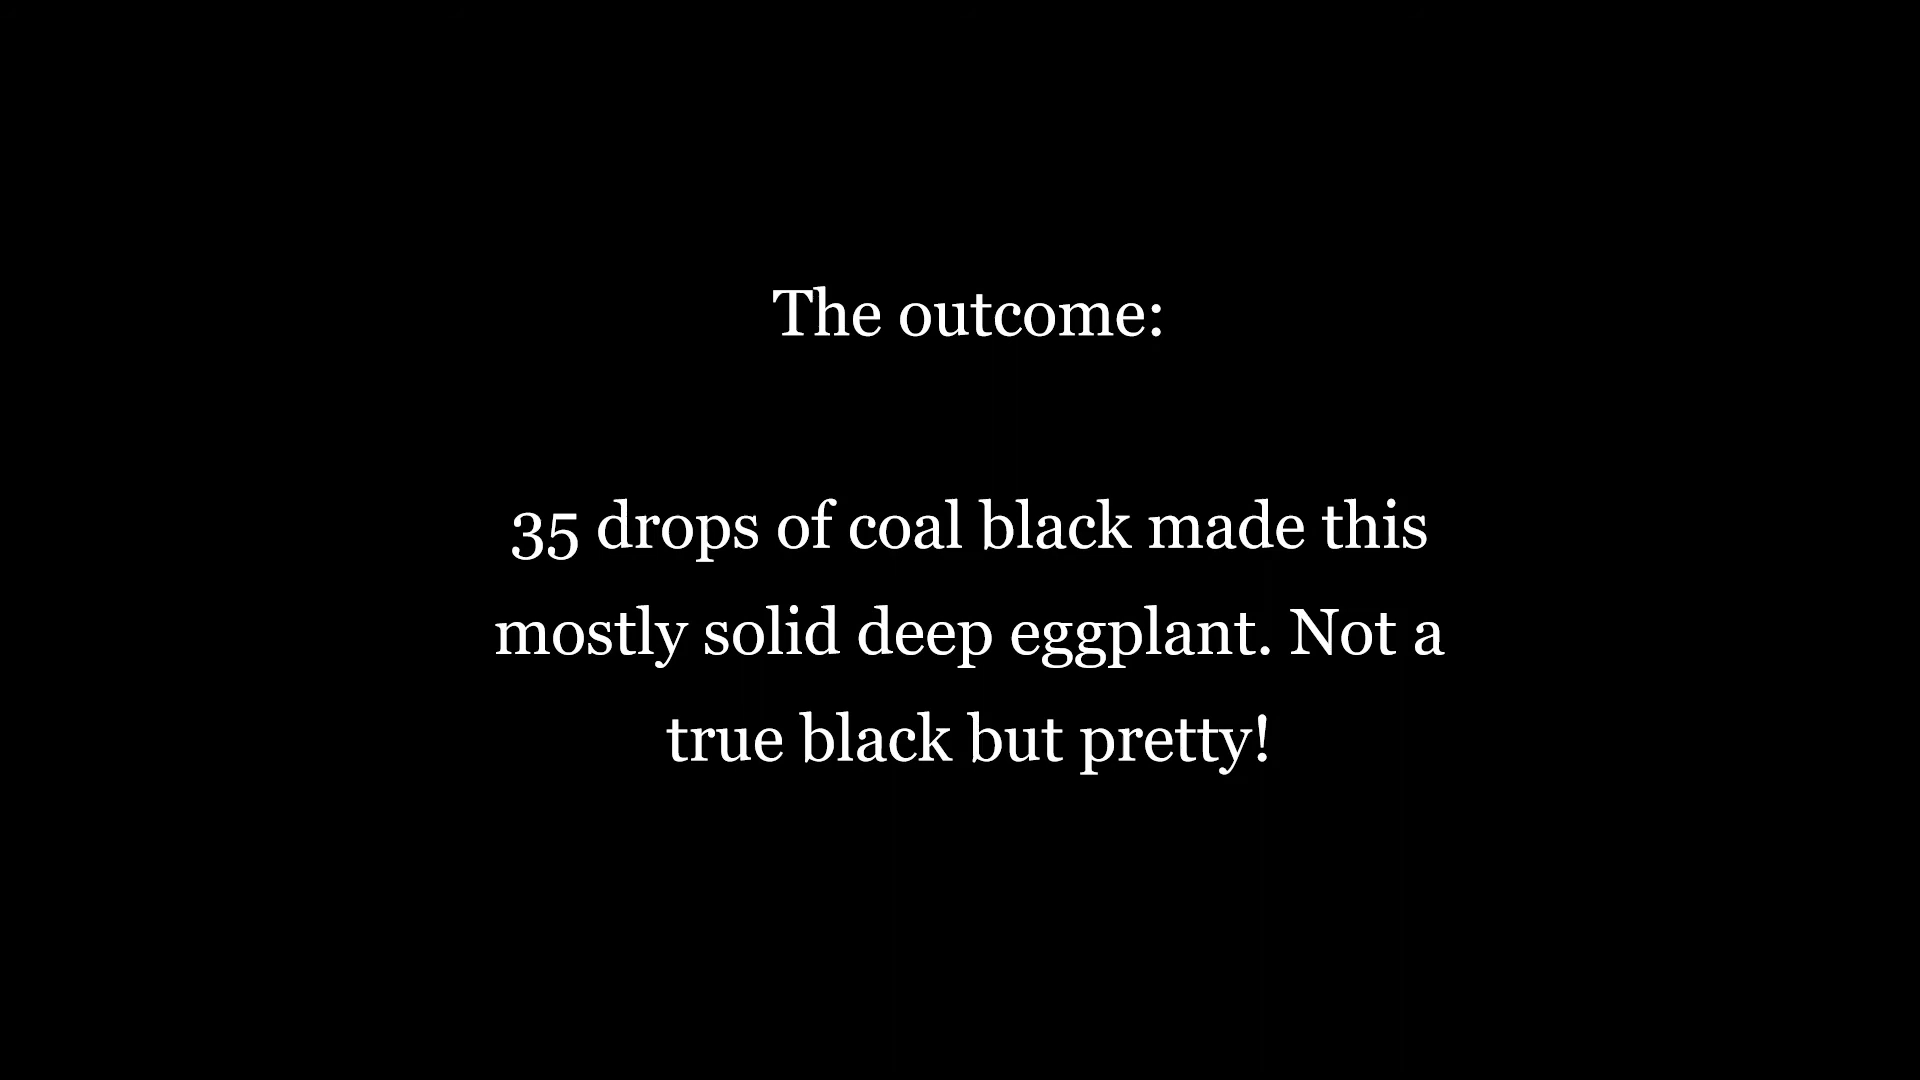 The outcome:
35 drops of coal black made this
mostly solid deep eggplant. Not a
true black but pretty!